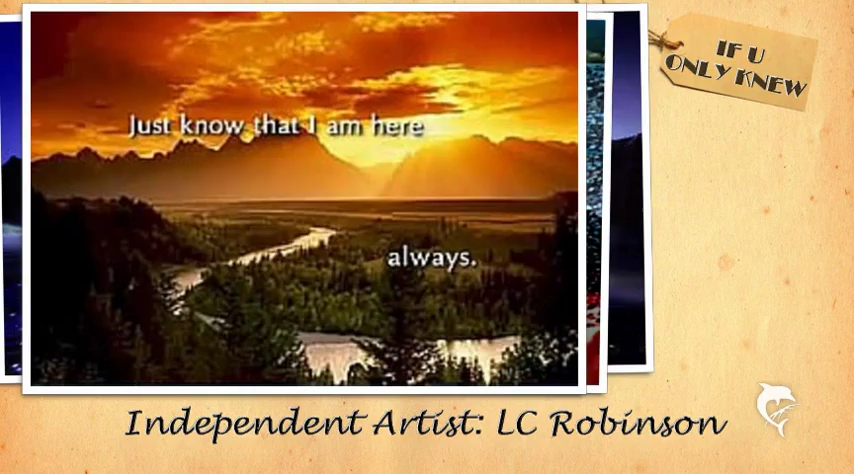 IF U
ONLY KNEW
Just know that I am here
always.
Independent Artist: LC Robinson